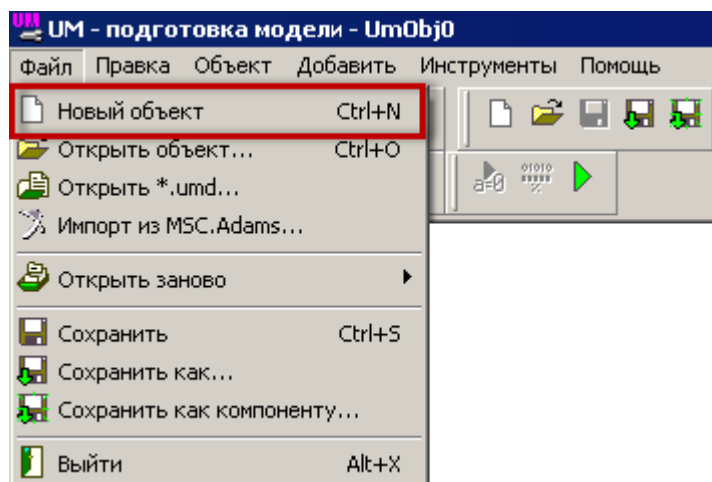 UM - подготовка модели - UmObj0
Файл Правка Объект Добавить Инструменты Помощь
Новый объект Ctrl+N
Открыть объект... Ctrl+O
Открыть *.umd...
a=0
Импорт из MSC.Adams...
Открыть заново
Сохранить Ctrl+S
Сохранить как...
Сохранить как компоненту...
Выйти Alt+X